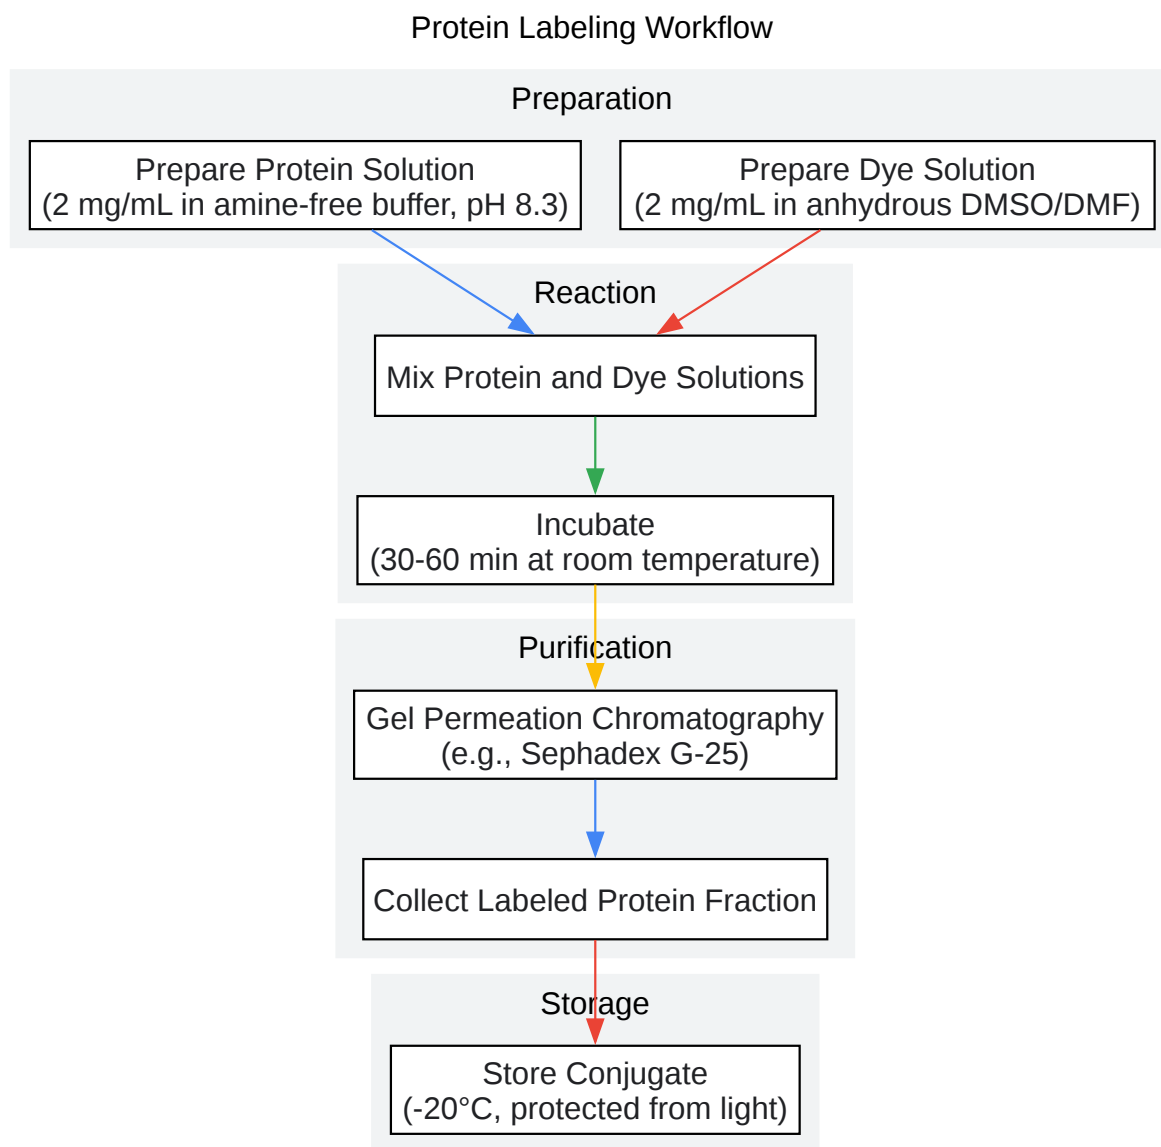 Protein Labeling Workflow
Preparation
Prepare Protein Solution
(2 mg/mL in amine-free buffer, pH 8.3)
Prepare Dye Solution
(2 mg/mL in anhydrous DMSO/DMF)
Reaction
Mix Protein and Dye Solutions
Incubate
(30-60 min at room temperature)
Purification
Gel Permeation Chromatography
(e.g., Sephadex G-25)
Collect Labeled Protein Fraction
Storage
Store Conjugate
(-20°C, protected from light)